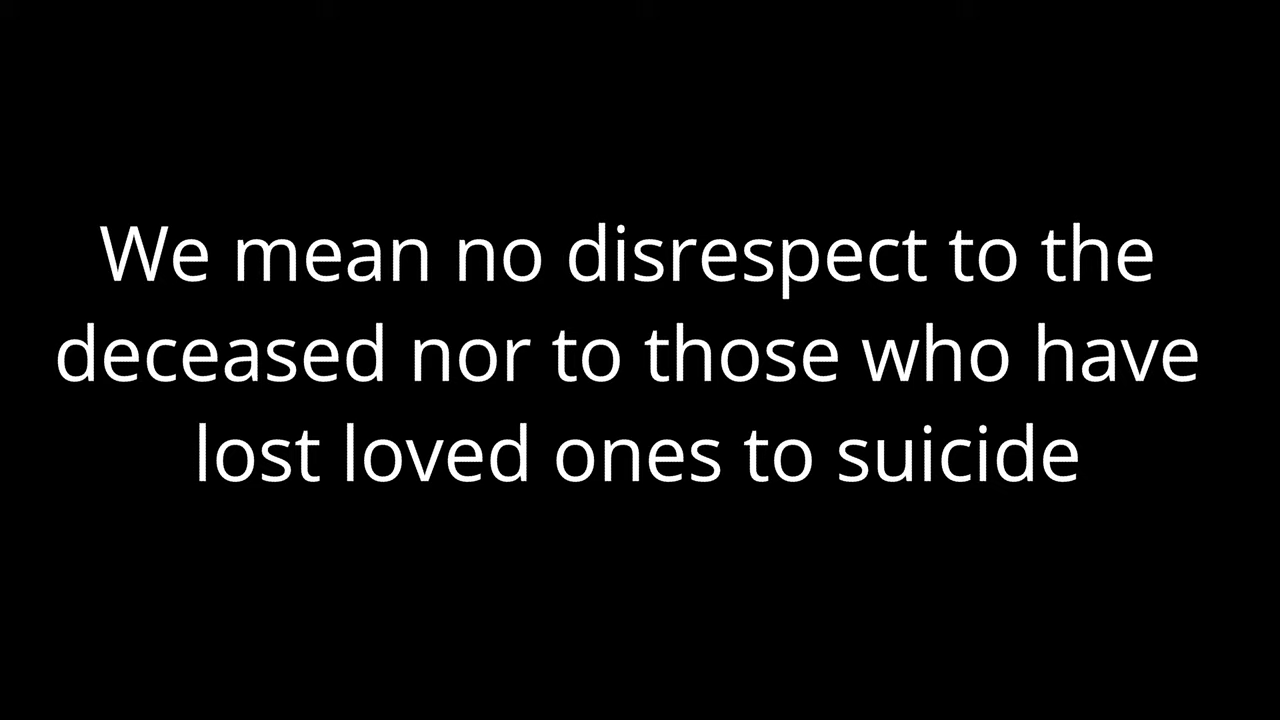 We mean no disrespect to the
deceased nor to those who have
lost loved ones to suicide